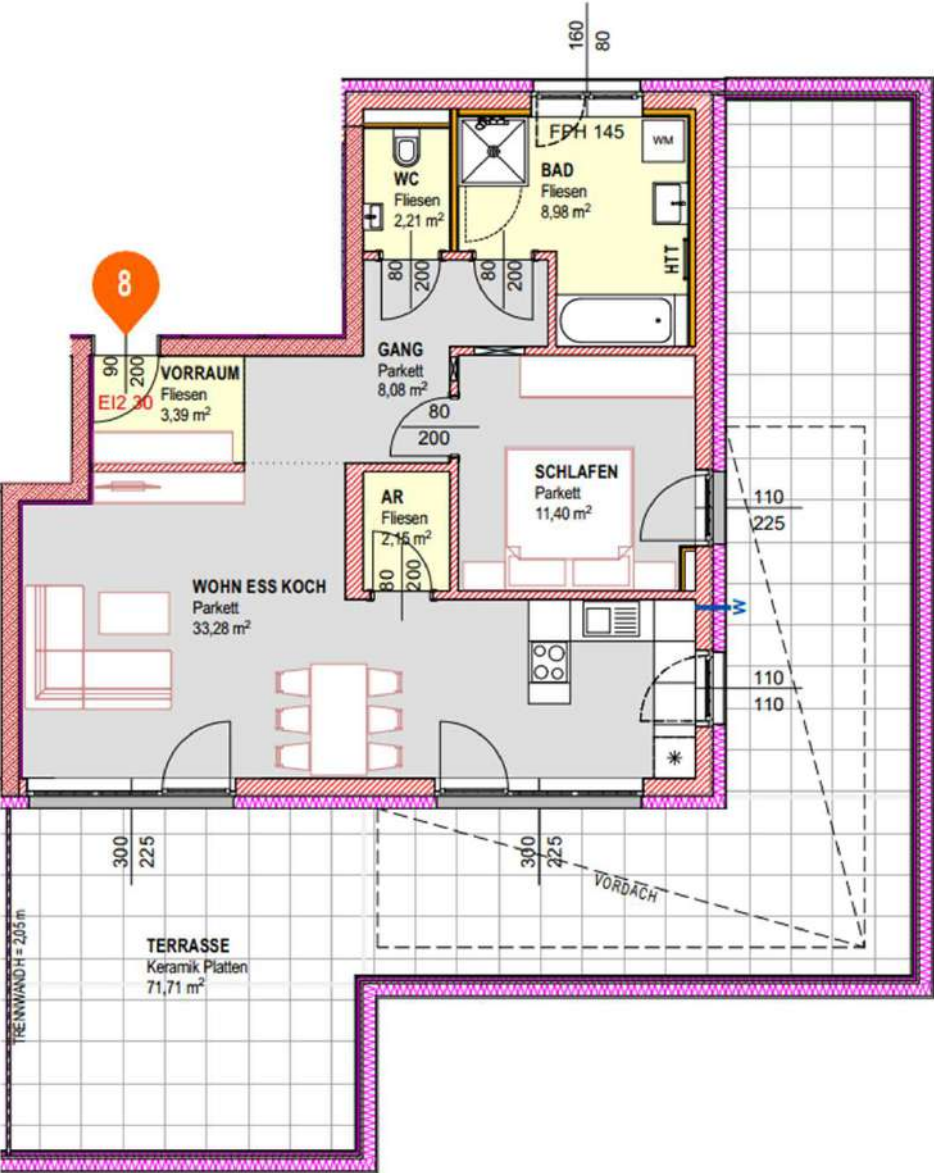 160
80
FPH 145
WM
BAD
Fliesen
8,98 m²
HTT
WC
Fliesen
2,21 m²
80
200
80
200
8
90
200
EI2 30
VORRAUM
Fliesen
3,39 m²
GANG
Parkett
8,08 m²
80
200
SCHLAFEN
Parkett
11,40 m²
110
225
AR
Fliesen
2,15 m²
80
200
WOHN ESS KOCH
Parkett
33,28 m²
W
110
110
300
225
300
225
VORDACH
TERRASSE
Keramik Platten
71,71 m²
TRENNWAND H = 2,05 m